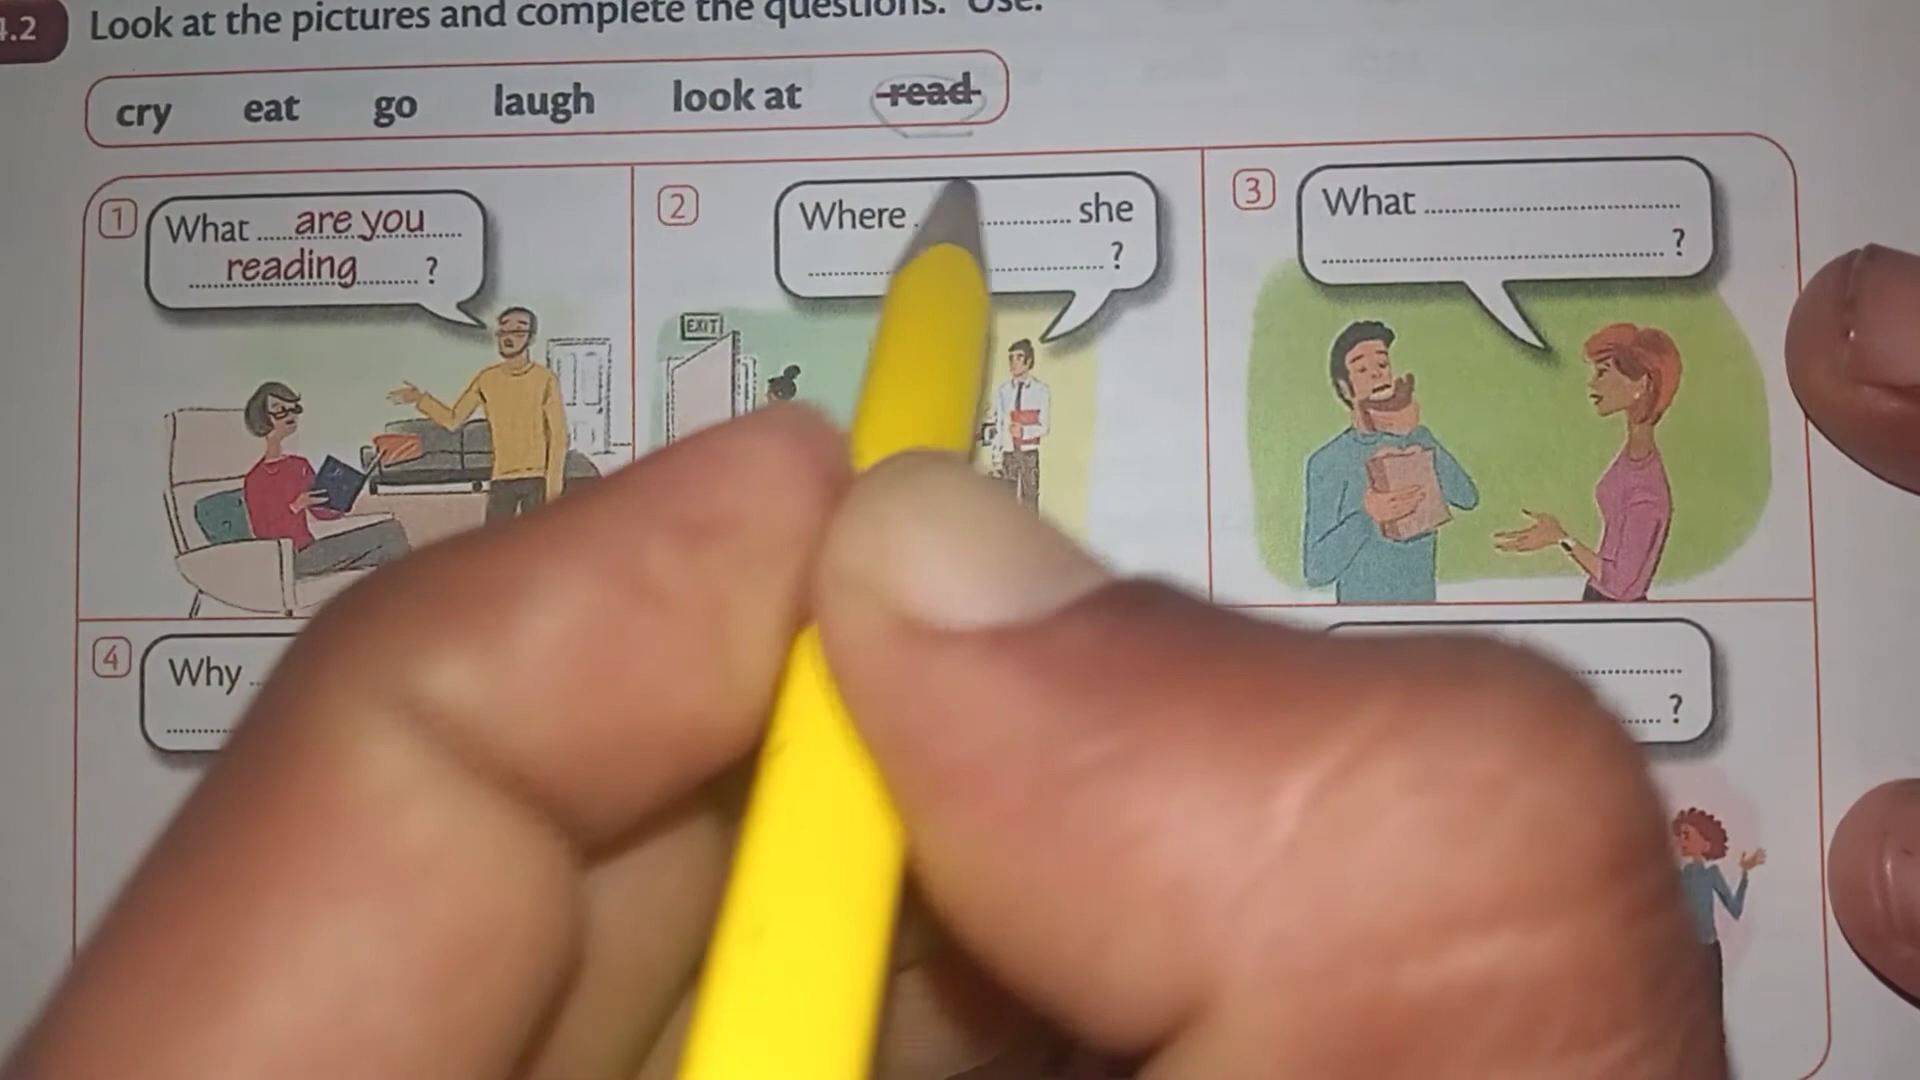 4.2 Look at the pictures and complete the questions. Use:
cry eat go laugh look at read
1 What are you
reading ?
2 Where she
?
EXIT
3 What
?
4 Why
?